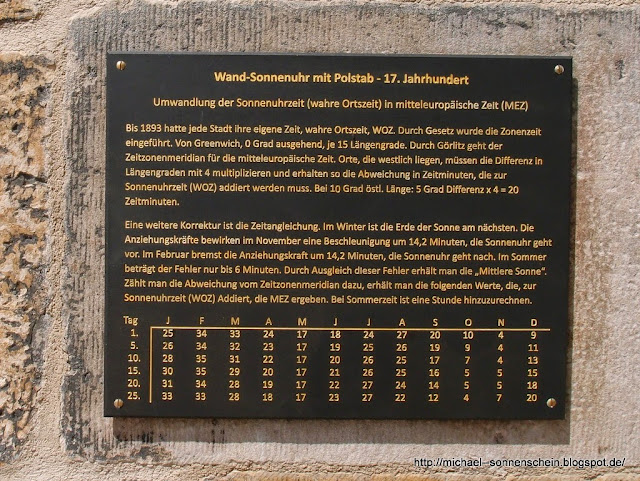 Wand-Sonnenuhr mit Polstab - 17. Jahrhundert
Umwandlung der Sonnenuhrzeit (wahre Ortszeit) in mitteleuropäische Zeit (MEZ)
Bis 1893 hatte jede Stadt ihre eigene Zeit, wahre Ortszeit, WOZ. Durch Gesetz wurde die Zonenzeit
eingeführt. Von Greenwich, 0 Grad ausgehend, je 15 Längengrade. Durch Görlitz geht der
Zeitzonenmeridian für die mitteleuropäische Zeit. Orte, die westlich liegen, müssen die Differenz in
Längengraden mit 4 multiplizieren und erhalten so die Abweichung in Zeitminuten, die zur
Sonnenuhrzeit (WOZ) addiert werden muss. Bei 10 Grad östl. Länge: 5 Grad Differenz x 4 = 20
Zeitminuten.
Eine weitere Korrektur ist die Zeitangleichung. Im Winter ist die Erde der Sonne am nächsten. Die
Anziehungskräfte bewirken im November eine Beschleunigung um 14,2 Minuten, die Sonnenuhr geht
vor. Im Februar bremst die Anziehungskraft um 14,2 Minuten, die Sonnenuhr geht nach. Im Sommer
beträgt der Fehler nur bis 6 Minuten. Durch Ausgleich dieser Fehler erhält man die „Mittlere Sonne“.
Zählt man die Abweichung vom Zeitzonenmeridian dazu, erhält man die folgenden Werte, die, zur
Sonnenuhrzeit (WOZ) Addiert, die MEZ ergeben. Bei Sommerzeit ist eine Stunde hinzuzurechnen.
Tag J F M A M J J A S O N D
1. 25 34 33 24 17 18 24 27 20 10 4 9
5. 26 34 32 23 17 19 25 26 19 9 4 11
10. 28 35 31 22 17 20 26 25 17 7 4 13
15. 30 35 29 20 17 21 26 25 16 5 5 15
20. 31 34 28 19 17 22 27 24 14 5 5 18
25. 33 33 28 18 17 23 27 22 12 4 7 20
http://michael-sonnenschein.blogspot.de/